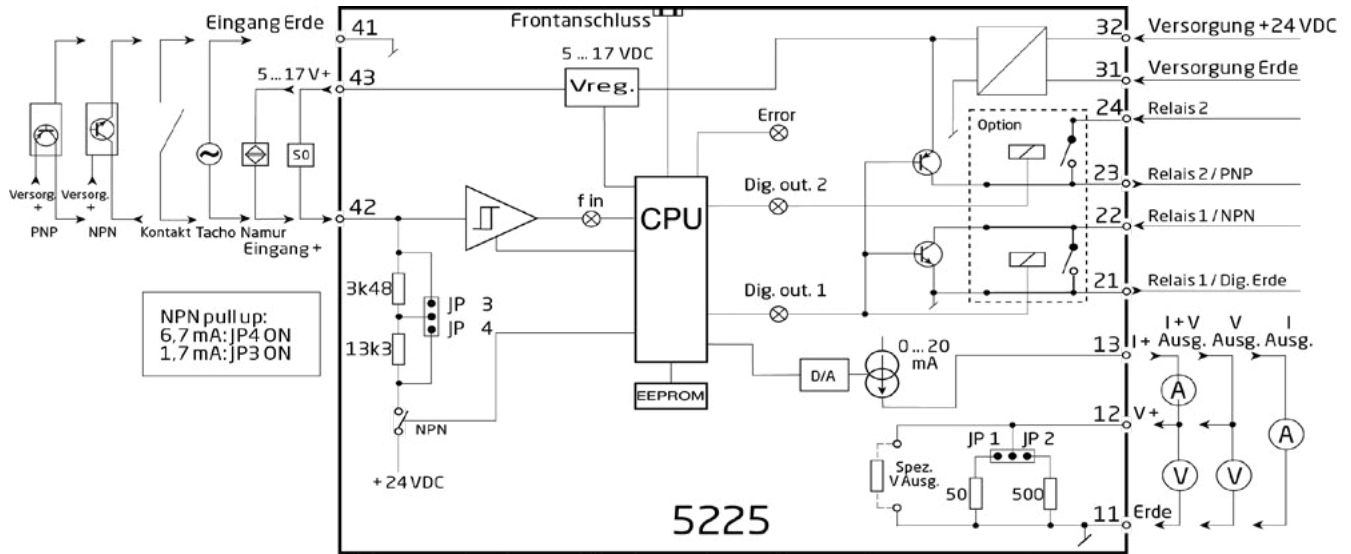 Eingang Erde
41
Frontanschluss
32
Versorgung +24 VDC
5 ... 17 V+
43
5 ... 17 VDC
Vreg.
31
Versorgung Erde
24
Relais 2
Option
Error
23
Relais 2 / PNP
S0
Versorg.
+
Versorg.
+
PNP
NPN
Kontakt
Tacho
Namur
Eingang +
42
f in
CPU
Dig. out. 2
22
Relais 1 / NPN
3k48
JP 3
JP 4
13k3
NPN pull up:
6,7 mA: JP4 ON
1,7 mA: JP3 ON
Dig. out. 1
21
Relais 1 / Dig. Erde
NPN
+ 24 VDC
EEPROM
D/A
0 ... 20
mA
13
I+
I + V
Ausg.
V
Ausg.
I
Ausg.
A
12
V +
JP 1
JP 2
A
Spez.
V Ausg.
50
500
V
V
5225
11
Erde